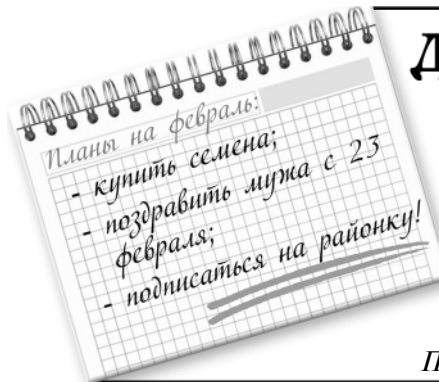 Д
Планы на февраль:
- купить семена;
- поздравить мужа с 23
февраля;
- подписаться на районку!
П